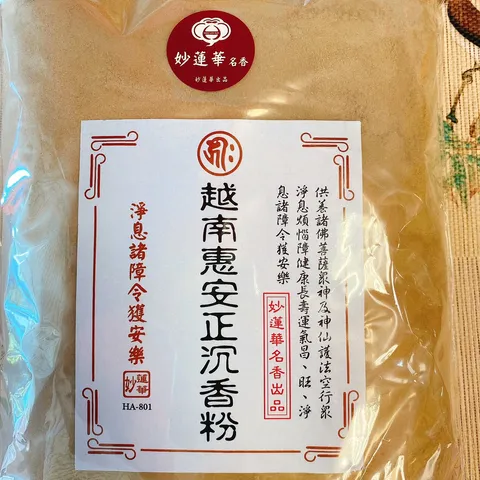 妙蓮華名香
妙蓮華出品
供養諸佛菩薩眾神及神仙護法空行眾
淨息煩惱障健康長壽運氣昌、旺、淨
息諸障令獲安樂
妙蓮華名香出品
越南惠安正沉香粉
淨息諸障令獲安樂
妙蓮華
HA-801